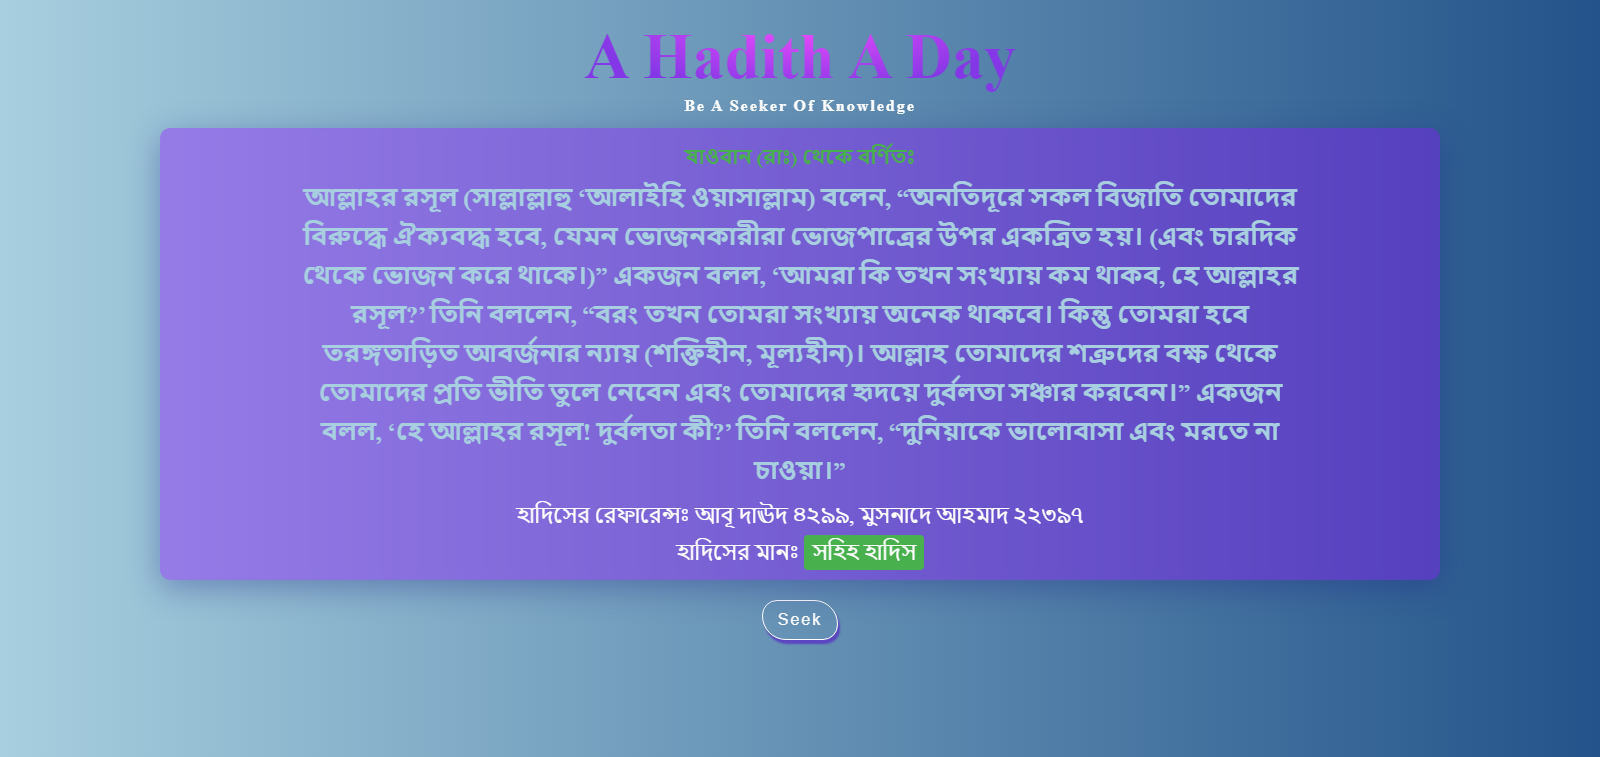 A Hadith A Day
Be A Seeker Of Knowledge
ষাওবান (রাঃ) থেকে বর্ণিতঃ
আল্লাহর রসূল (সাল্লাল্লাহু ‘আলাইহি ওয়াসাল্লাম) বলেন, “অনতিদূরে সকল বিজাতি তোমাদের
বিরুদ্ধে ঐক্যবদ্ধ হবে, যেমন ভোজনকারীরা ভোজপাত্রের উপর একত্রিত হয়। (এবং চারদিক
থেকে ভোজন করে থাকে।)” একজন বলল, ‘আমরা কি তখন সংখ্যায় কম থাকব, হে আল্লাহর
রসূল?’ তিনি বললেন, “বরং তখন তোমরা সংখ্যায় অনেক থাকবে। কিন্তু তোমরা হবে
তরঙ্গতাড়িত আবর্জনার ন্যায় (শক্তিহীন, মূল্যহীন)। আল্লাহ তোমাদের শত্রুদের বক্ষ থেকে
তোমাদের প্রতি ভীতি তুলে নেবেন এবং তোমাদের হৃদয়ে দুর্বলতা সঞ্চার করবেন।” একজন
বলল, ‘হে আল্লাহর রসূল! দুর্বলতা কী?’ তিনি বললেন, “দুনিয়াকে ভালোবাসা এবং মরতে না
চাওয়া।”
হাদিসের রেফারেন্সঃ আবূ দাঊদ ৪২৯৯, মুসনাদে আহমাদ ২২৩৯৭
হাদিসের মানঃ সহিহ হাদিস
Seek